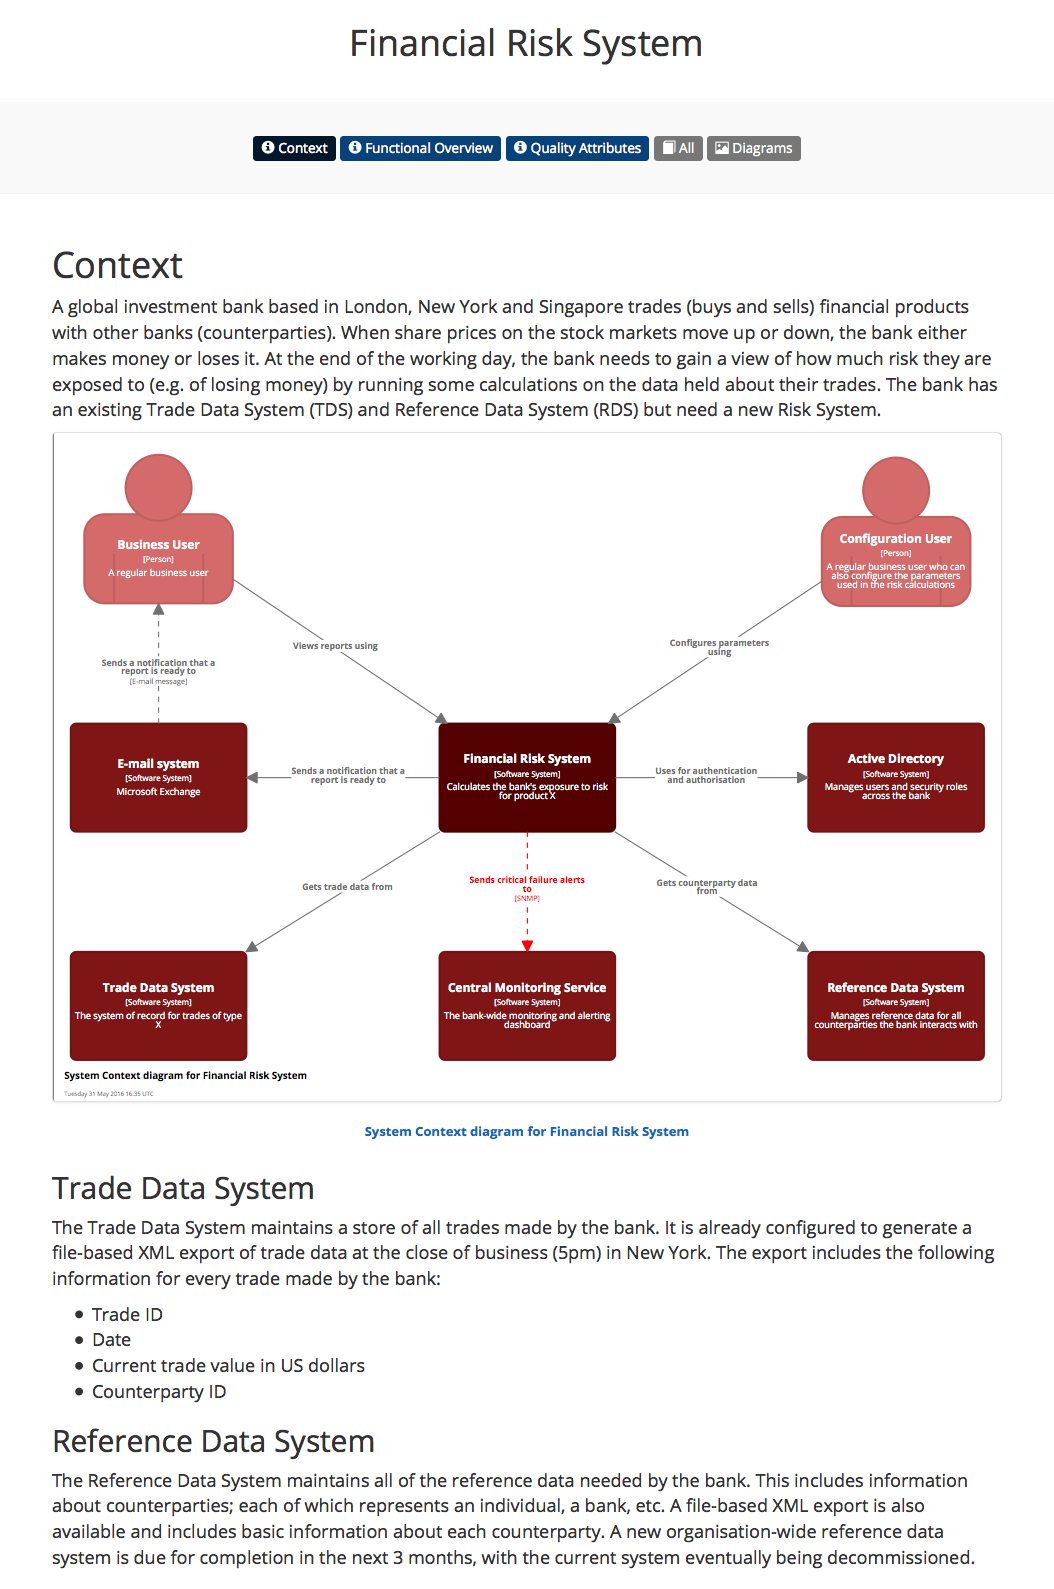 Financial Risk System
Context
Functional Overview
Quality Attributes
All
Diagrams
Context
A global investment bank based in London, New York and Singapore trades (buys and sells) financial products
with other banks (counterparties). When share prices on the stock markets move up or down, the bank either
makes money or loses it. At the end of the working day, the bank needs to gain a view of how much risk they are
exposed to (e.g. of losing money) by running some calculations on the data held about their trades. The bank has
an existing Trade Data System (TDS) and Reference Data System (RDS) but need a new Risk System.
Business User
[Person]
A regular business user
Configuration User
[Person]
A regular business user who can
also configure the parameters
used in the risk calculations
Views reports using
Configures parameters
using
Sends a notification that a
report is ready to
[E-mail message]
E-mail system
[Software System]
Microsoft Exchange
Sends a notification that a
report is ready to
Financial Risk System
[Software System]
Calculates the bank's exposure to risk
for product X
Uses for authentication
and authorisation
Active Directory
[Software System]
Manages users and security roles
across the bank
Gets trade data from
Sends critical failure alerts
to
[SNMP]
Gets counterparty data
from
Trade Data System
[Software System]
The system of record for trades of type
X
Central Monitoring Service
[Software System]
The bank-wide monitoring and alerting
dashboard
Reference Data System
[Software System]
Manages reference data for all
counterparties the bank interacts with
System Context diagram for Financial Risk System
Tuesday 31 May 2016 16:35 UTC
System Context diagram for Financial Risk System
Trade Data System
The Trade Data System maintains a store of all trades made by the bank. It is already configured to generate a
file-based XML export of trade data at the close of business (5pm) in New York. The export includes the following
information for every trade made by the bank:
• Trade ID
• Date
• Current trade value in US dollars
• Counterparty ID
Reference Data System
The Reference Data System maintains all of the reference data needed by the bank. This includes information
about counterparties; each of which represents an individual, a bank, etc. A file-based XML export is also
available and includes basic information about each counterparty. A new organisation-wide reference data
system is due for completion in the next 3 months, with the current system eventually being decommissioned.